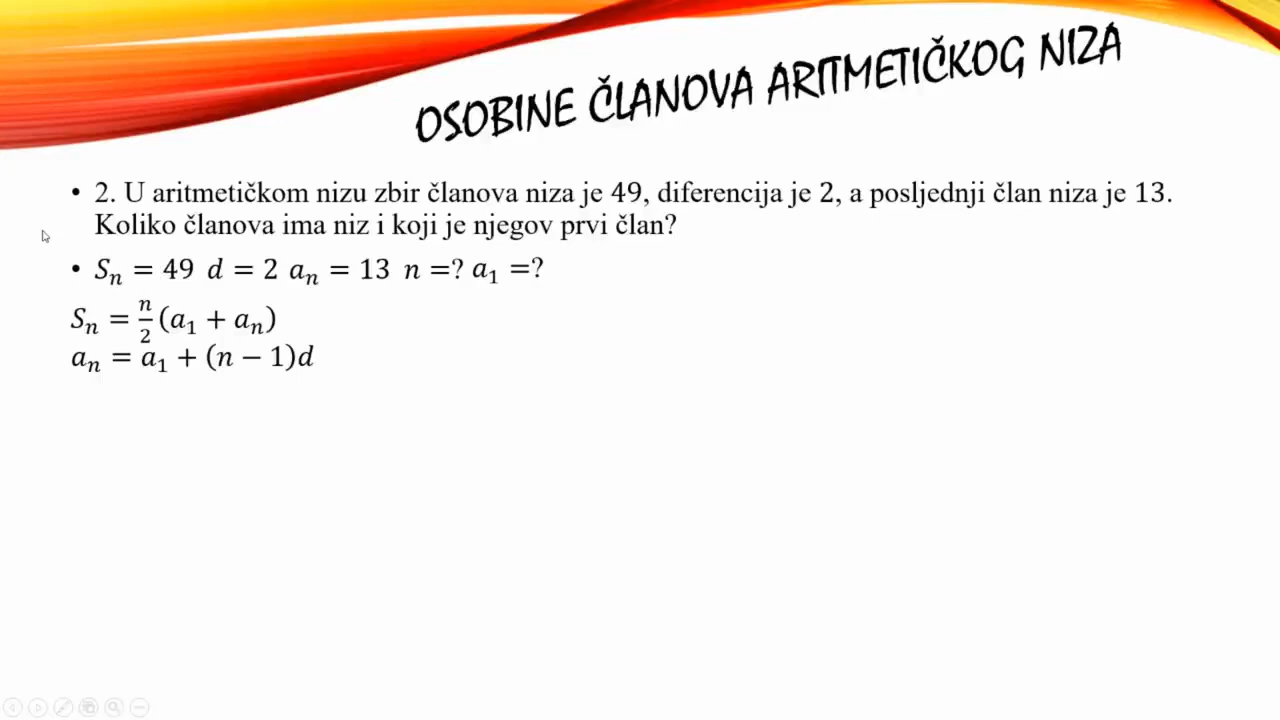 OSOBINE ČLANOVA ARITMETIČKOG NIZA
• 2. U aritmetičkom nizu zbir članova niza je 49, diferencija je 2, a posljednji član niza je 13.
Koliko članova ima niz i koji je njegov prvi član?
• Sₙ = 49 d = 2 aₙ = 13 n =? a₁ =?
Sₙ = n/2 (a₁ + aₙ)
aₙ = a₁ + (n − 1)d